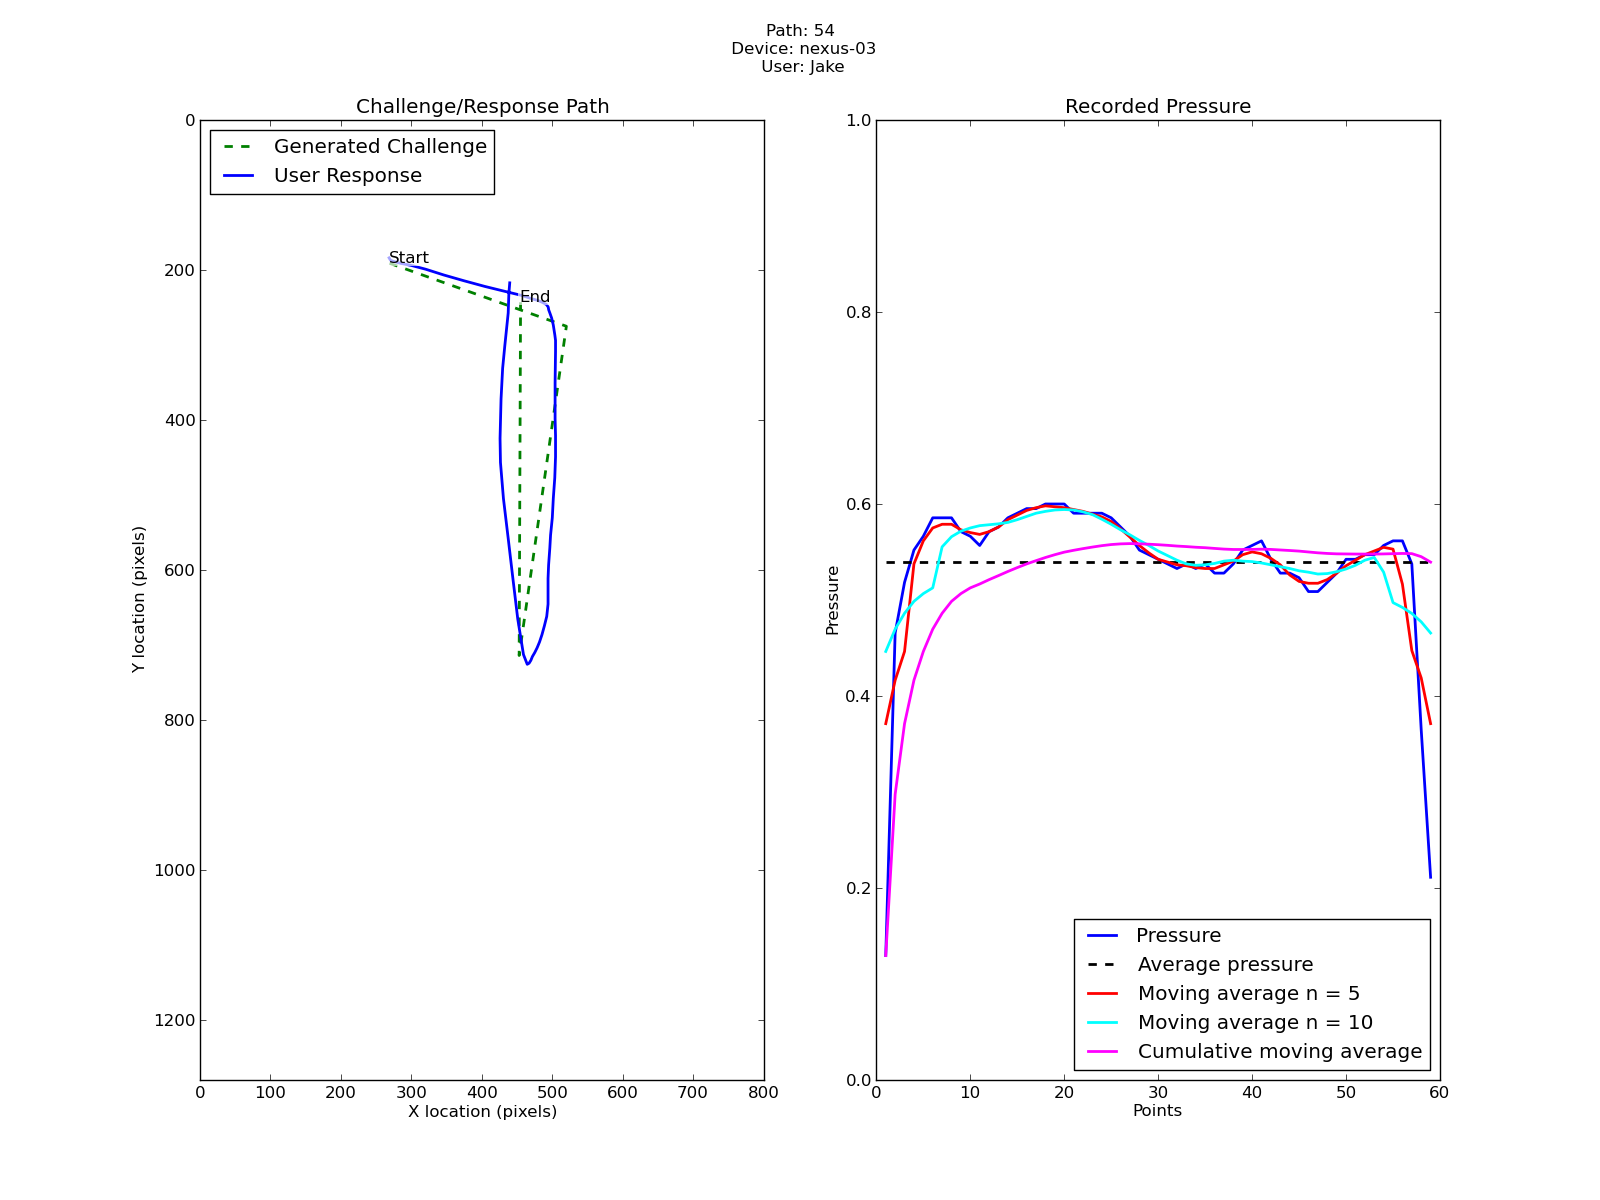 Path: 54
Device: nexus-03
User: Jake
Challenge/Response Path
Generated Challenge
User Response
Start
End
0
200
400
600
800
1000
1200
Y location (pixels)
0 100 200 300 400 500 600 700 800
X location (pixels)
Recorded Pressure
1.0
0.8
0.6
0.4
0.2
0.0
Pressure
Pressure
Average pressure
Moving average n = 5
Moving average n = 10
Cumulative moving average
0 10 20 30 40 50 60
Points